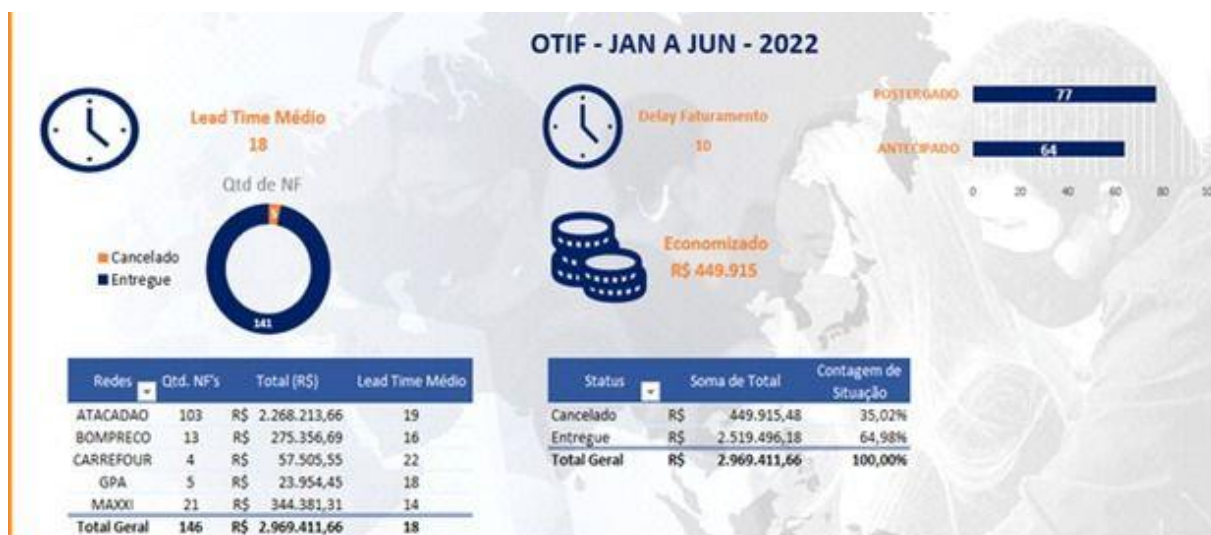 OTIF - JAN A JUN - 2022
Lead Time Médio
18
Qtd de NF
Cancelado
Entregue
5
141
Delay Faturamento
10
POSTERGADO 77
ANTECIPADO 64
0 20 40 60 80 10
Economizado
R$ 449.915
Redes Qtd. NF's Total (R$) Lead Time Médio
ATACADAO 103 R$ 2.268.213,66 19
BOMPRECO 13 R$ 275.356,69 16
CARREFOUR 4 R$ 57.505,55 22
GPA 5 R$ 23.954,45 18
MAXXI 21 R$ 344.381,31 14
Total Geral 146 R$ 2.969.411,66 18
Status Soma de Total Contagem de
Situação
Cancelado R$ 449.915,48 35,02%
Entregue R$ 2.519.496,18 64,98%
Total Geral R$ 2.969.411,66 100,00%